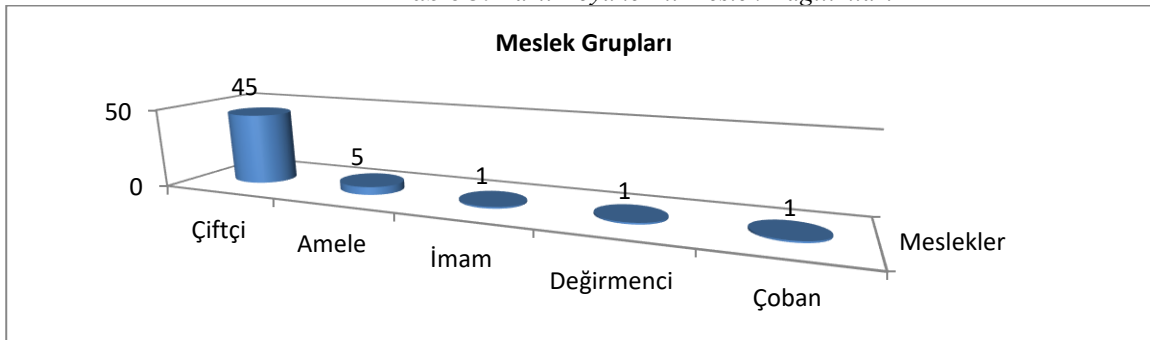 Meslek Grupları
50
0
45
5
1
1
1
Çiftçi
Amele
İmam
Değirmenci
Çoban
Meslekler